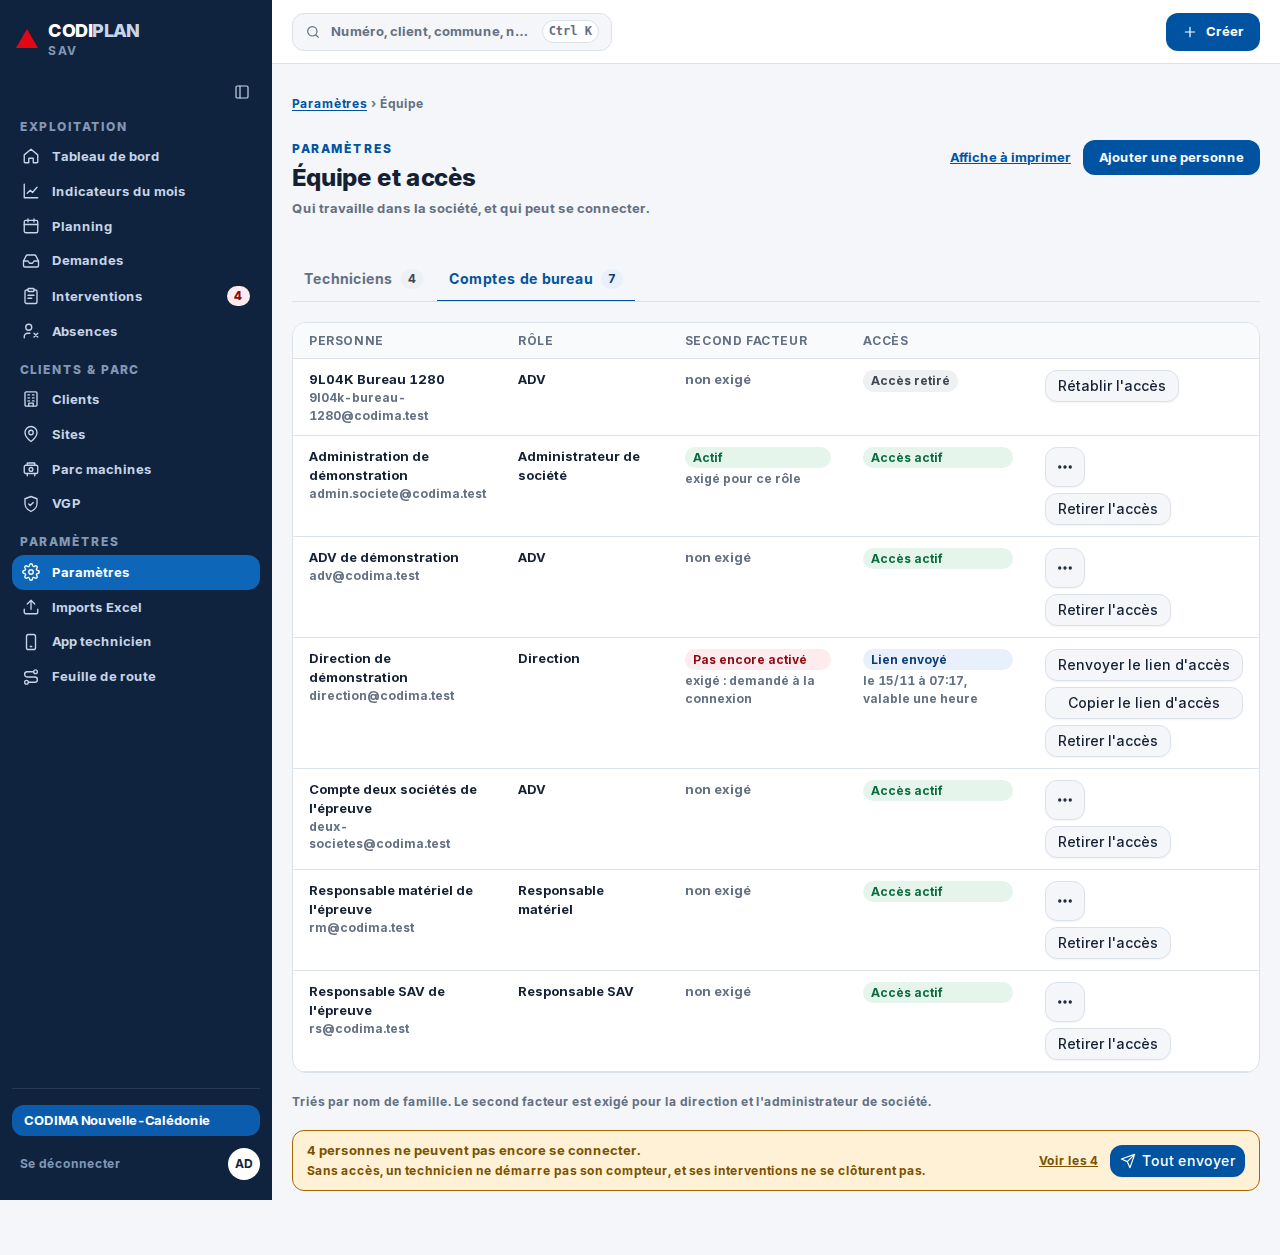 CODIPLAN
SAV
EXPLOITATION
Tableau de bord
Indicateurs du mois
Planning
Demandes
Interventions 4
Absences
CLIENTS & PARC
Clients
Sites
Parc machines
VGP
PARAMÈTRES
Paramètres
Imports Excel
App technicien
Feuille de route
CODIMA Nouvelle-Calédonie
Se déconnecter AD
Numéro, client, commune, n… Ctrl K
Créer
Paramètres › Équipe
PARAMÈTRES
Équipe et accès
Qui travaille dans la société, et qui peut se connecter.
Affiche à imprimer Ajouter une personne
Techniciens 4 Comptes de bureau 7
PERSONNE RÔLE SECOND FACTEUR ACCÈS
9L04K Bureau 1280 ADV non exigé Accès retiré Rétablir l'accès
9l04k-bureau-
1280@codima.test
Administration de Administrateur de Actif Accès actif ···
démonstration société exigé pour ce rôle
admin.societe@codima.test
Retirer l'accès
ADV de démonstration ADV non exigé Accès actif ···
adv@codima.test
Retirer l'accès
Direction de Direction Pas encore activé Lien envoyé Renvoyer le lien d'accès
démonstration exigé : demandé à la le 15/11 à 07:17,
direction@codima.test connexion valable une heure Copier le lien d'accès
Retirer l'accès
Compte deux sociétés de ADV non exigé Accès actif ···
l'épreuve
deux-
societes@codima.test Retirer l'accès
Responsable matériel de Responsable non exigé Accès actif ···
l'épreuve matériel
rm@codima.test
Retirer l'accès
Responsable SAV de Responsable SAV non exigé Accès actif ···
l'épreuve
rs@codima.test
Retirer l'accès
Triés par nom de famille. Le second facteur est exigé pour la direction et l'administrateur de société.
4 personnes ne peuvent pas encore se connecter.
Sans accès, un technicien ne démarre pas son compteur, et ses interventions ne se clôturent pas.
Voir les 4 Tout envoyer